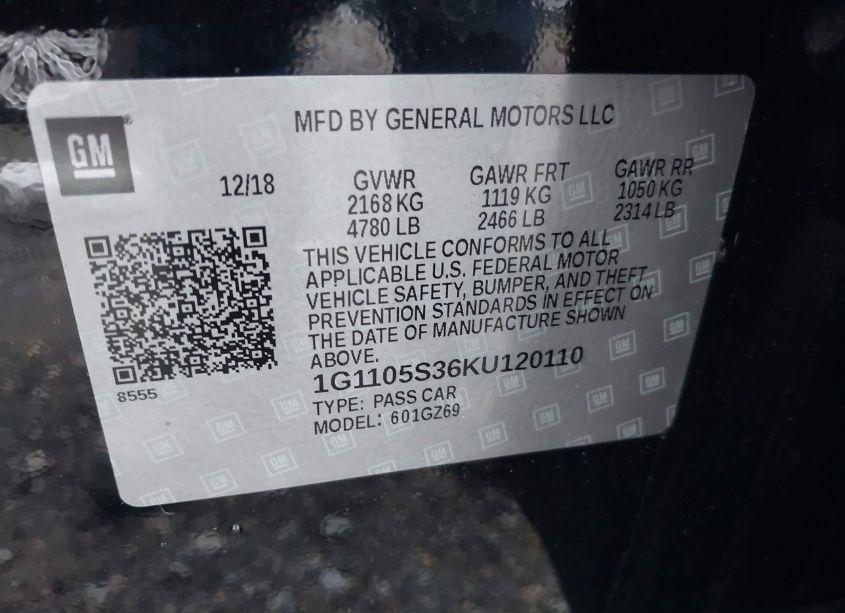 MFD BY GENERAL MOTORS LLC
GM
12/18
GVWR
2168 KG
4780 LB
GAWR FRT
1119 KG
2466 LB
GAWR RR
1050 KG
2314 LB
THIS VEHICLE CONFORMS TO ALL
APPLICABLE U.S. FEDERAL MOTOR
VEHICLE SAFETY, BUMPER, AND THEFT
PREVENTION STANDARDS IN EFFECT ON
THE DATE OF MANUFACTURE SHOWN
ABOVE.
1G1105S36KU120110
TYPE: PASS CAR
MODEL: 601GZ69
8555